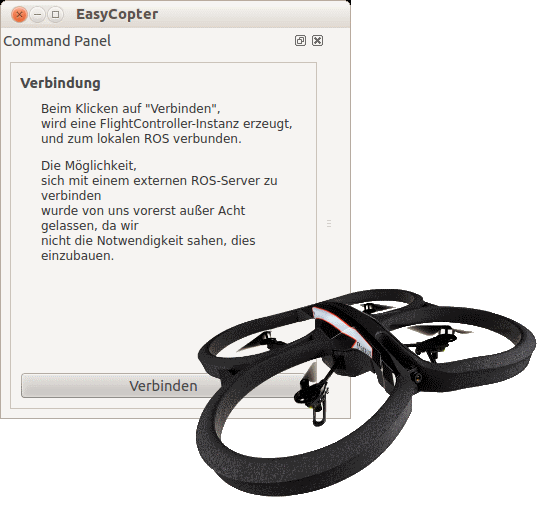 EasyCopter
Command Panel
Verbindung
Beim Klicken auf "Verbinden",
wird eine FlightController-Instanz erzeugt,
und zum lokalen ROS verbunden.
Die Möglichkeit,
sich mit einem externen ROS-Server zu
verbinden
wurde von uns vorerst außer Acht
gelassen, da wir
nicht die Notwendigkeit sahen, dies
einzubauen.
Verbinden